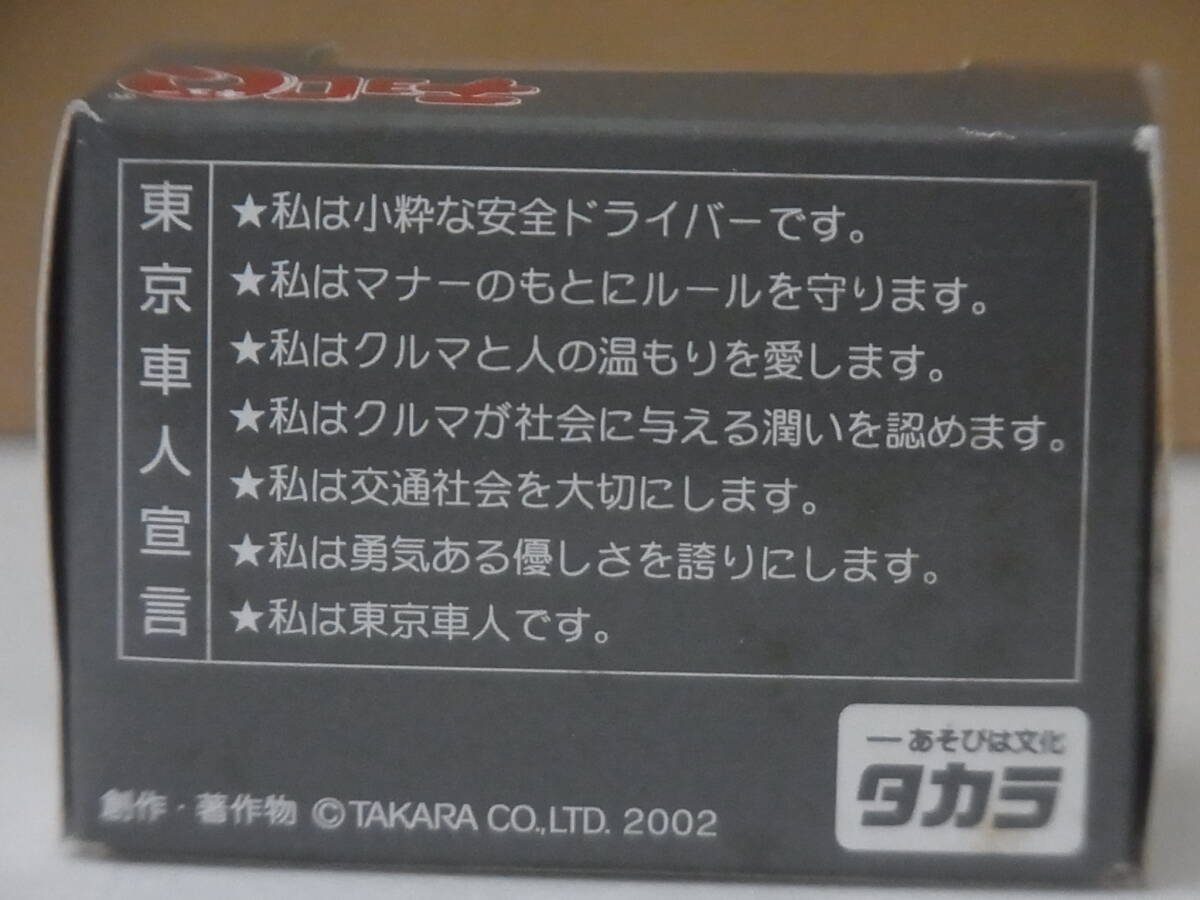 チョロQ
東京車人宣言
★私は小粋な安全ドライバーです。
★私はマナーのもとにルールを守ります。
★私はクルマと人の温もりを愛します。
★私はクルマが社会に与える潤いを認めます。
★私は交通社会を大切にします。
★私は勇気ある優しさを誇りにします。
★私は東京車人です。
創作・著作物 ©TAKARA CO.,LTD. 2002
ーあそびは文化
タカラ